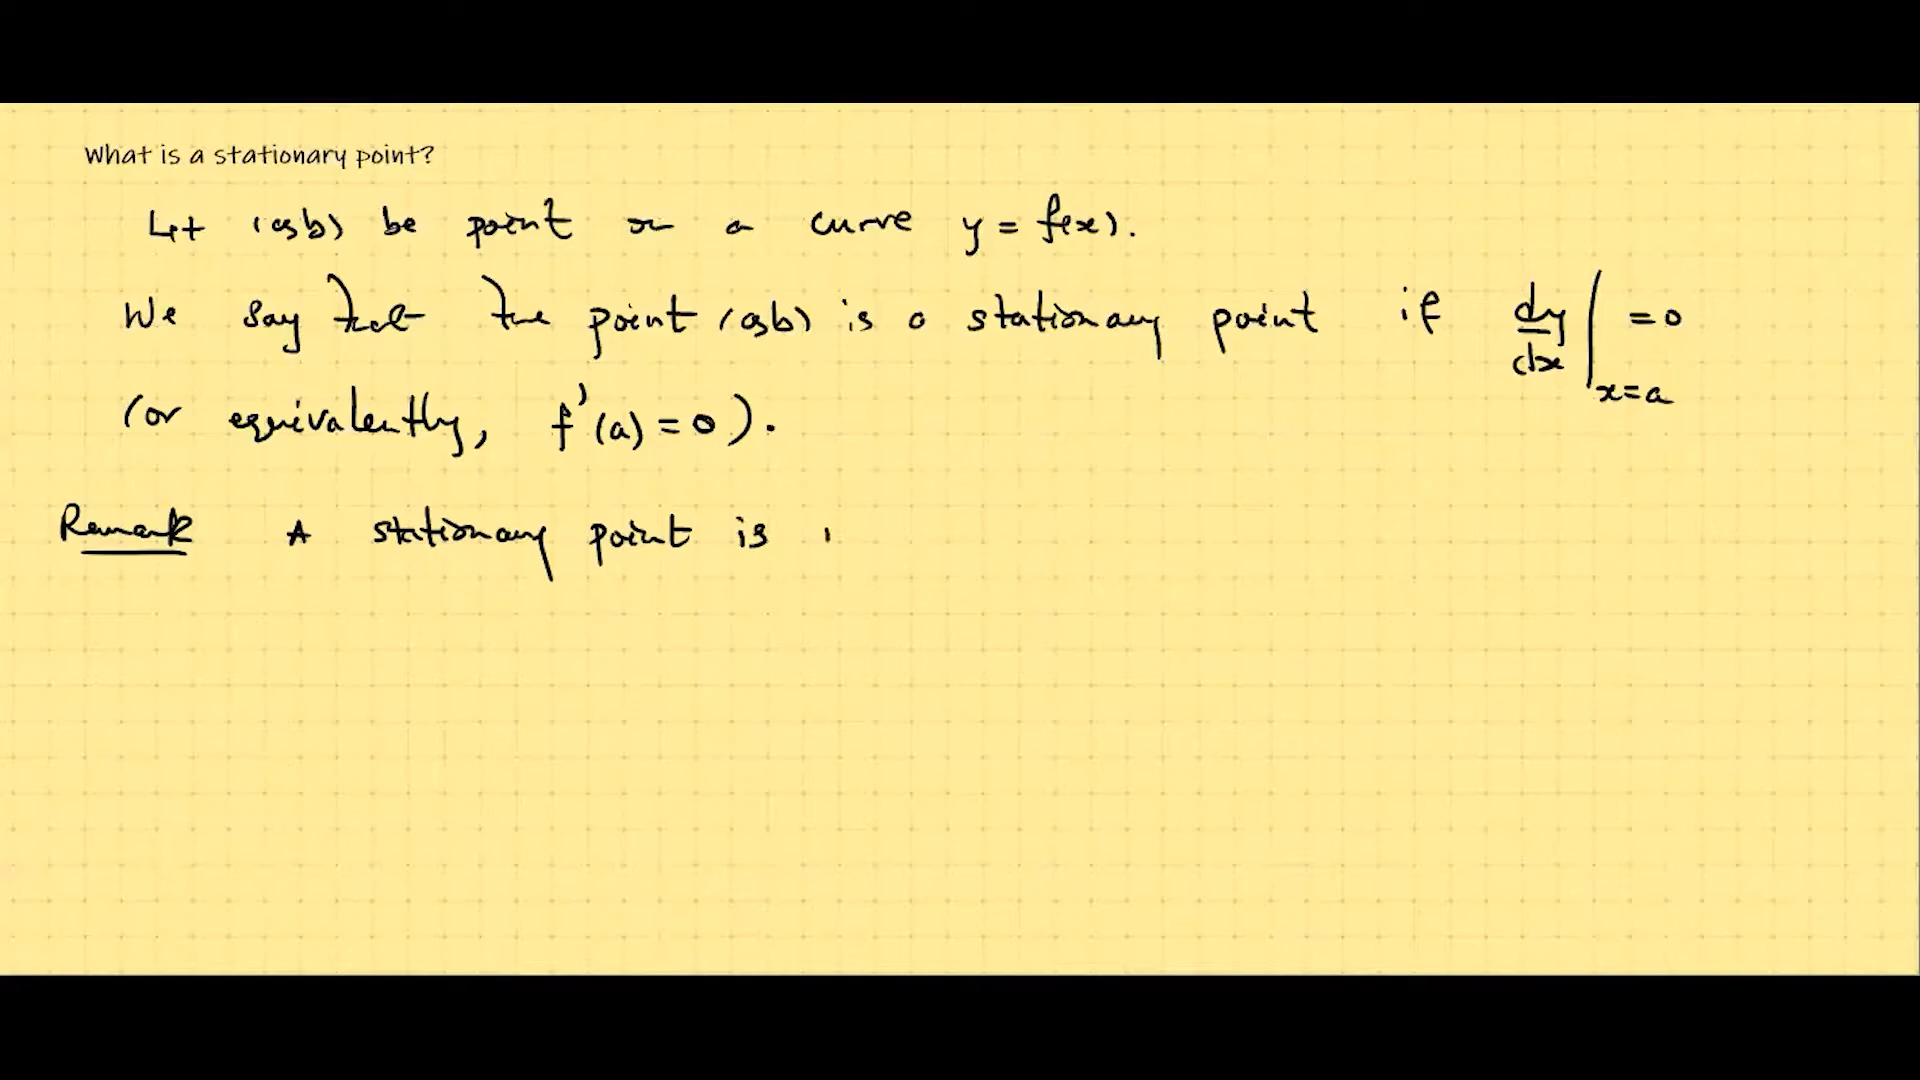 What is a stationary point?
Let (a,b) be point on a curve y = f(x).
We say that the point (a,b) is a stationary point if dy/dx |x=a = 0
(or equivalently, f'(a) = 0).
Remark A stationary point is